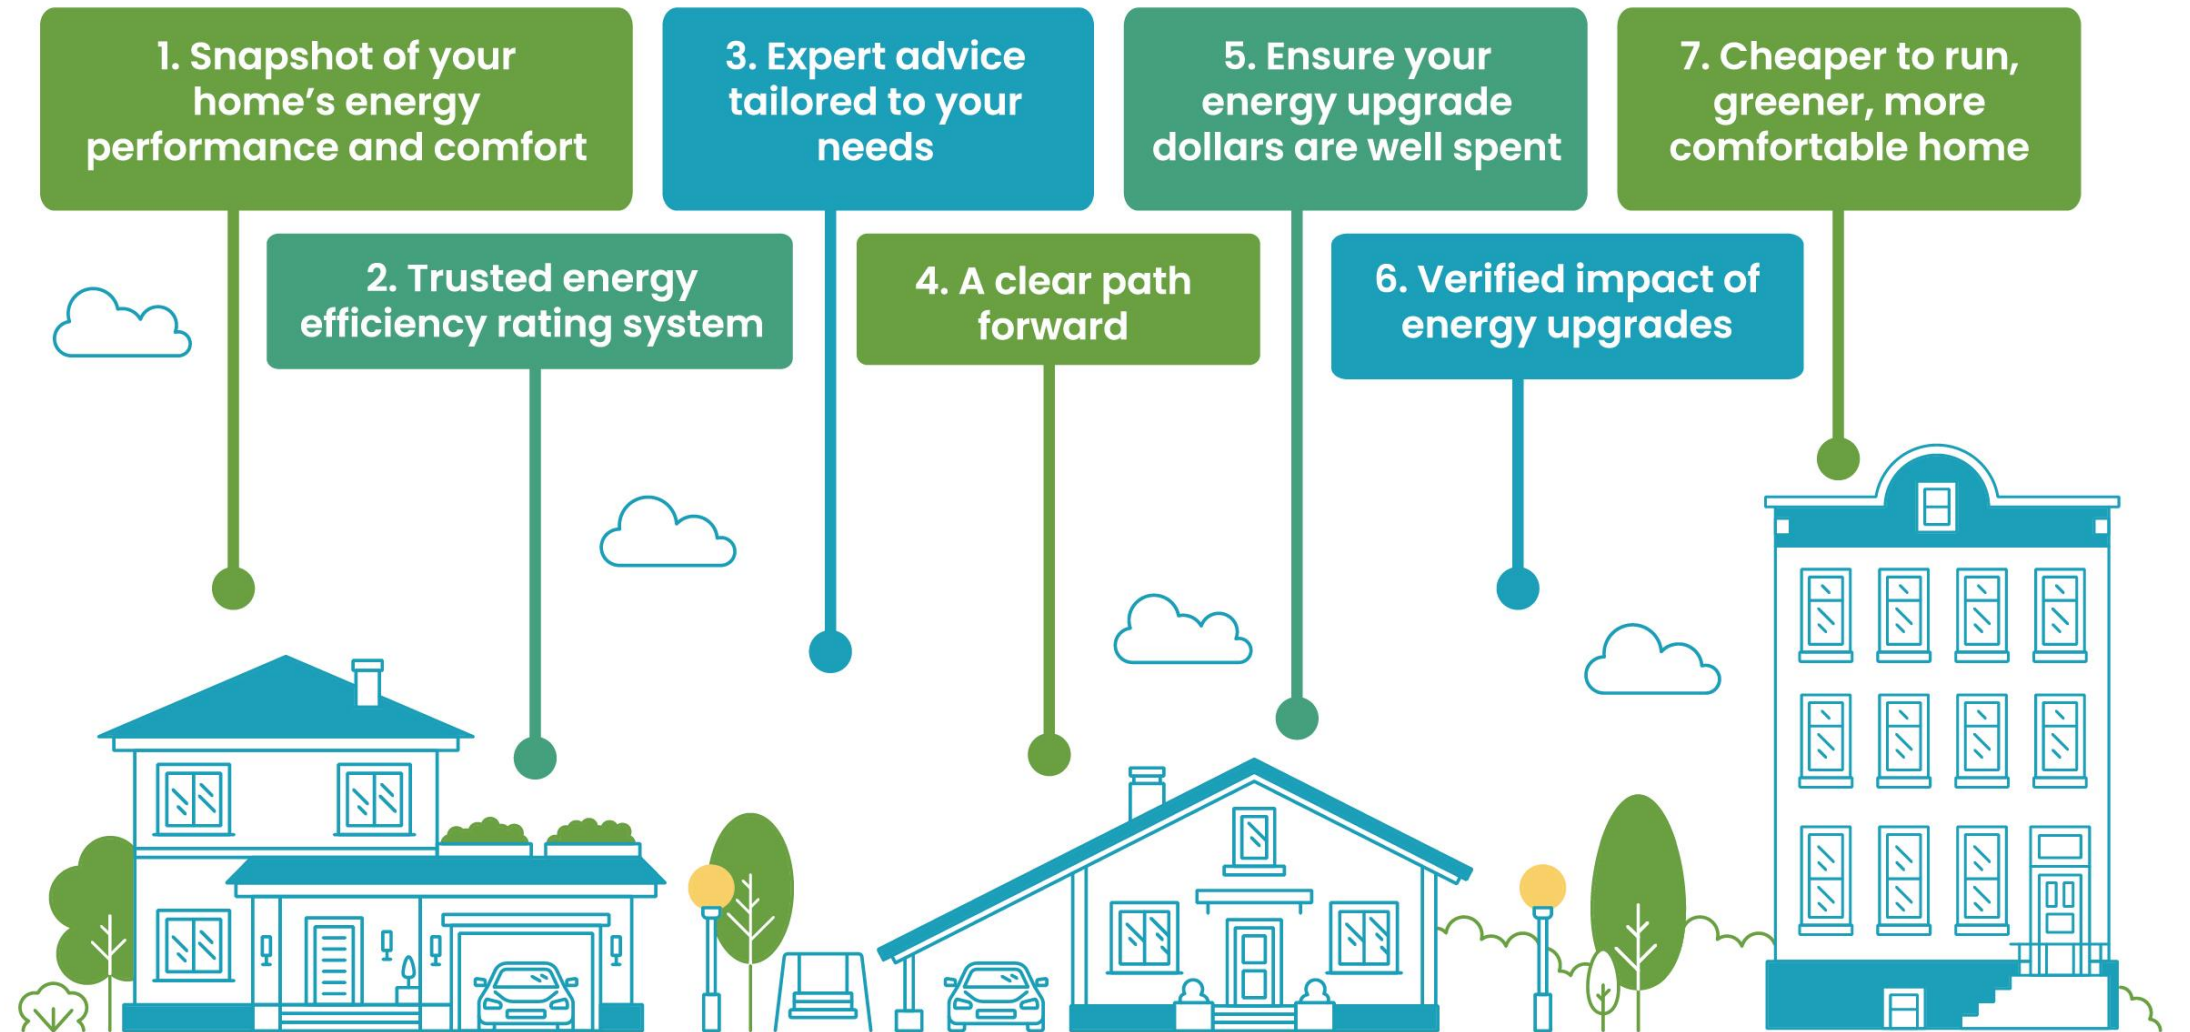 1. Snapshot of your
home’s energy
performance and comfort
2. Trusted energy
efficiency rating system
3. Expert advice
tailored to your
needs
4. A clear path
forward
5. Ensure your
energy upgrade
dollars are well spent
6. Verified impact of
energy upgrades
7. Cheaper to run,
greener, more
comfortable home